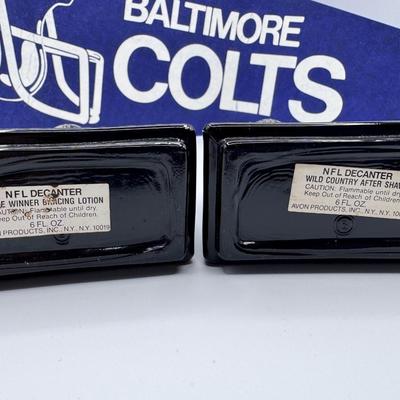 BALTIMORE
COLTS
NFL DECANTER
WINNER BRACING LOTION
CAUTION: Flammable until dry.
Keep Out of Reach of Children.
6 FL. OZ.
AVON PRODUCTS, INC., N.Y., N.Y. 10019
NFL DECANTER
WILD COUNTRY AFTER SHAV
CAUTION: Flammable until dry.
Keep Out of Reach of Children.
6 FL. OZ.
AVON PRODUCTS, INC., N.Y., N.Y. 100